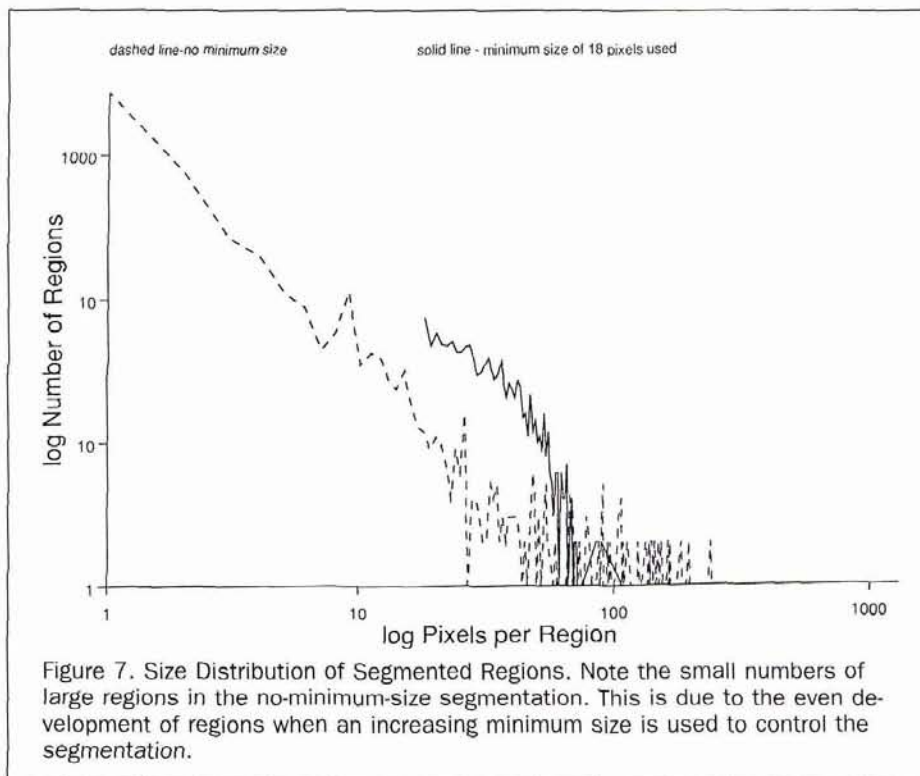 dashed line-no minimum size
solid line - minimum size of 18 pixels used
log Number of Regions
1000
10
10
1
1
10
100
1000
log Pixels per Region
Figure 7. Size Distribution of Segmented Regions. Note the small numbers of
large regions in the no-minimum-size segmentation. This is due to the even de-
velopment of regions when an increasing minimum size is used to control the
segmentation.